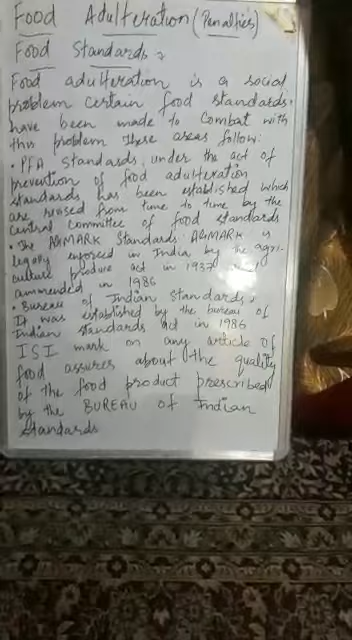 Food Adulteration (Penalties)
Food Standards:
Food adulteration is a social
problem certain food standards
have been made to combat with
this problem These areas follow:
• PFA Standards, under the act of
prevention of food adulteration
standards has been established which
are revised from time to time by the
central committee of food standards
• The AGMARK Standards. AGMARK is
legally enforced in India by the agri-
culture produce act in 1937 and
ammended in 1986
• Bureau of Indian Standards,
It was established by the bureau of
Indian standards act in 1986
ISI mark on any article of
food assures about the quality
of the food product prescribed
by the BUREAU of Indian
Standards